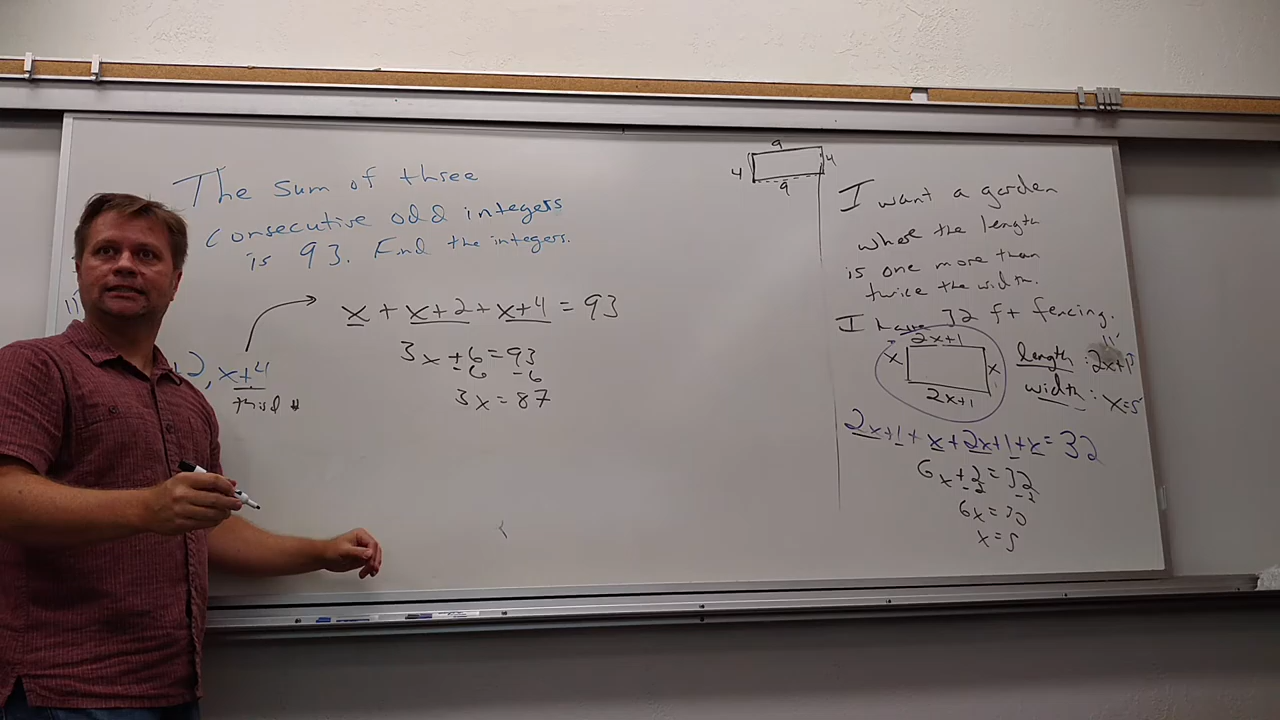 The sum of three
consecutive odd integers
is 93. Find the integers.
x + x+2 + x+4 = 93
3x + 6 = 93
-6 -6
3x = 87
+2, x+4
third #
9
4 4
9
I want a garden
whose the length
is one more than
twice the width.
I have 32 ft fencing.
2x+1
x x
2x+1
11
length : 2x+1
width : x=5
2x+1 + x + 2x+1 + x = 32
6x + 2 = 32
-2 -2
6x = 30
x = 5